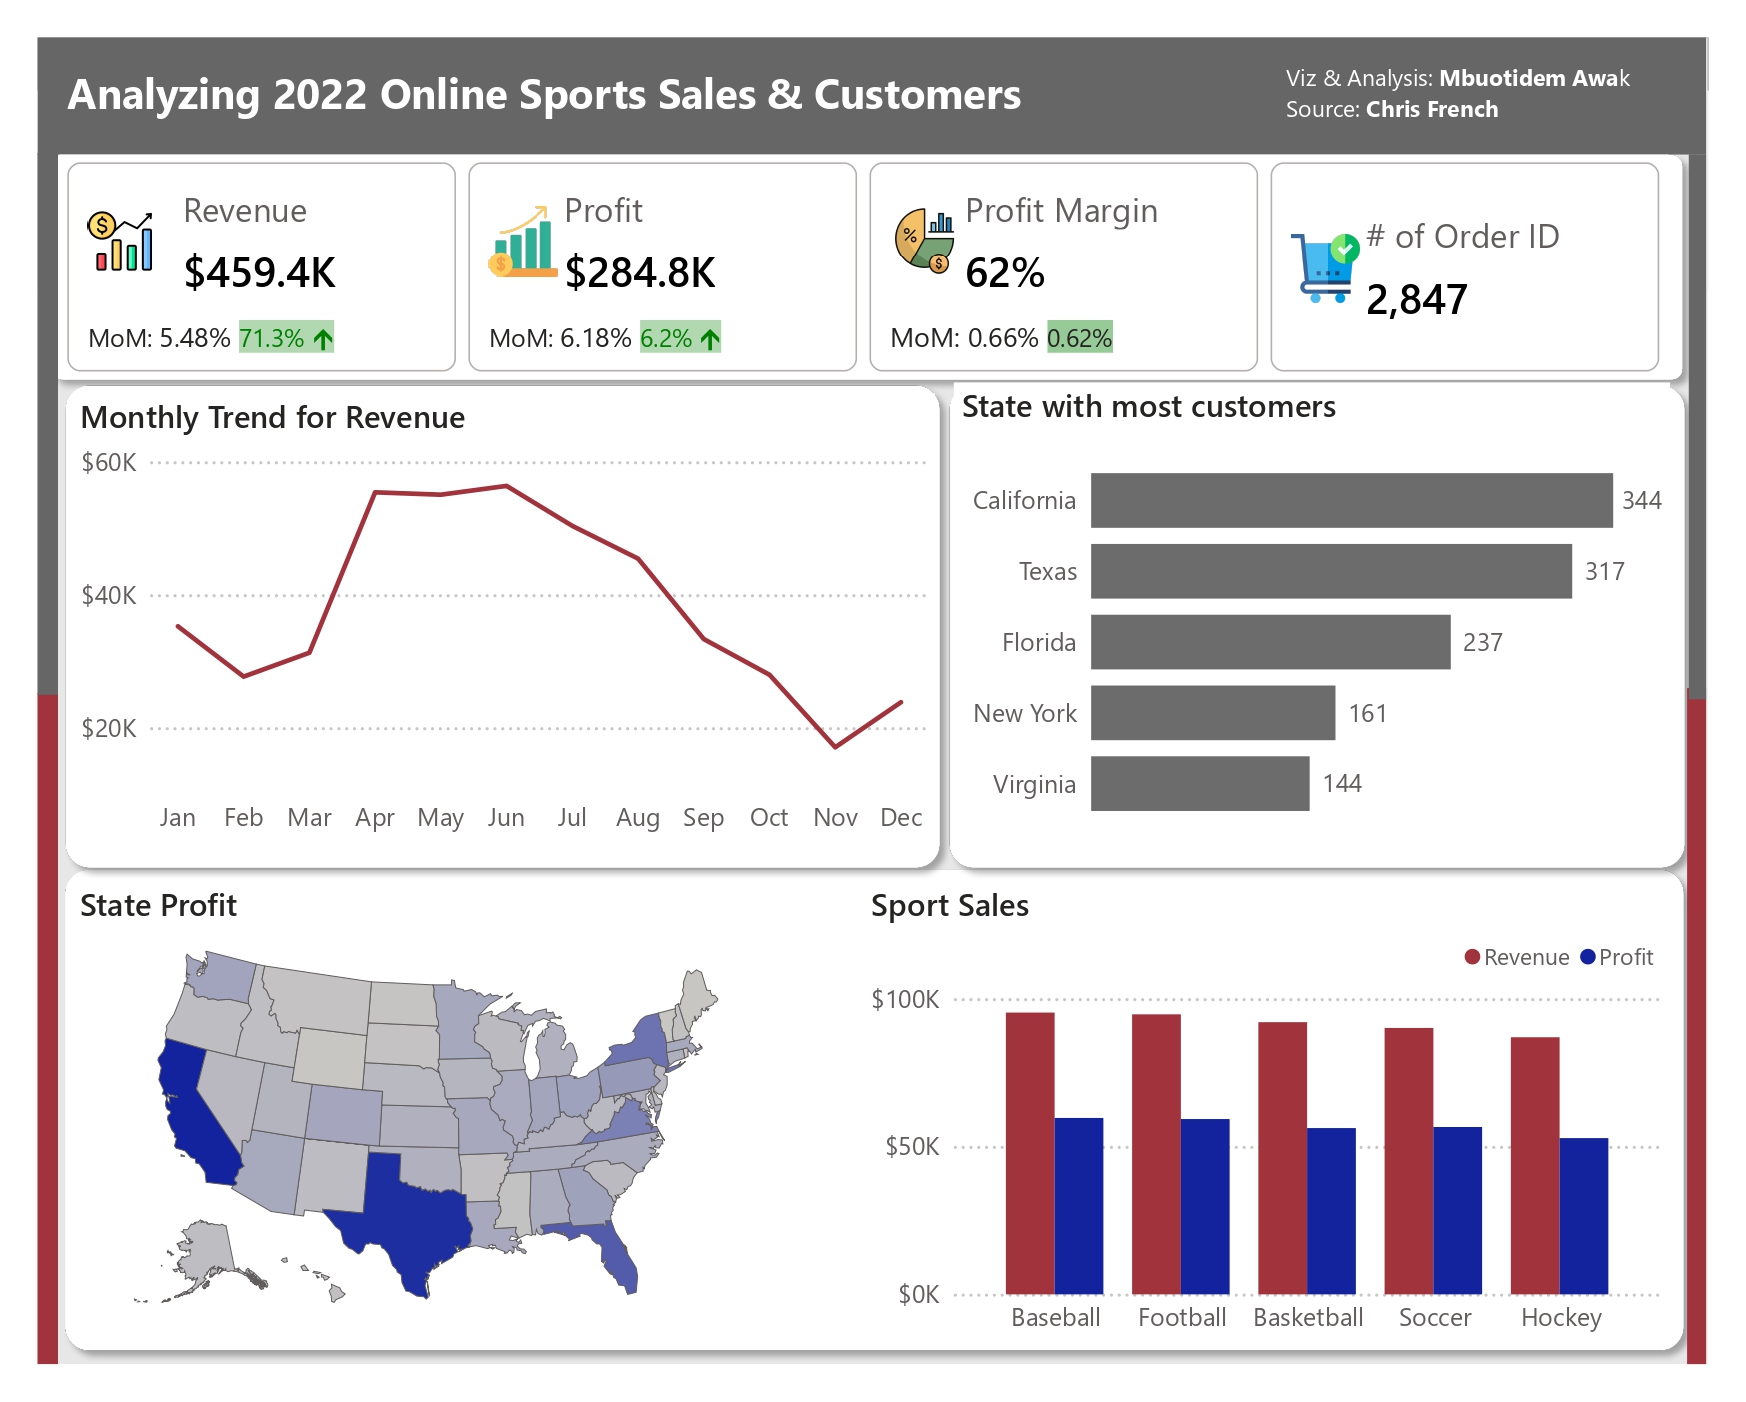 Analyzing 2022 Online Sports Sales & Customers
Viz & Analysis: Mbuotidem Awak
Source: Chris French
Revenue
$459.4K
MoM: 5.48% 71.3% ↑
Profit
$284.8K
MoM: 6.18% 6.2% ↑
Profit Margin
62%
MoM: 0.66% 0.62%
# of Order ID
2,847
Monthly Trend for Revenue
$60K
$40K
$20K
Jan Feb Mar Apr May Jun Jul Aug Sep Oct Nov Dec
State with most customers
California 344
Texas 317
Florida 237
New York 161
Virginia 144
State Profit
Sport Sales
Revenue Profit
$100K
$50K
$0K
Baseball Football Basketball Soccer Hockey